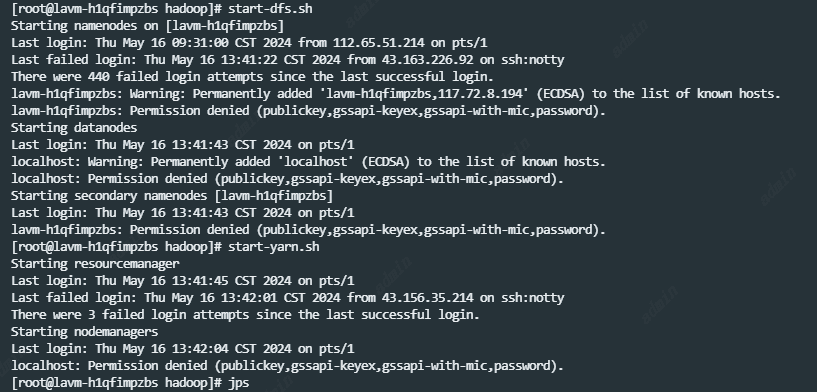 [root@lavm-h1qfimpzbs hadoop]# start-dfs.sh
Starting namenodes on [lavm-h1qfimpzbs]
Last login: Thu May 16 09:31:00 CST 2024 from 112.65.51.214 on pts/1
Last failed login: Thu May 16 13:41:22 CST 2024 from 43.163.226.92 on ssh:notty
There were 440 failed login attempts since the last successful login.
lavm-h1qfimpzbs: Warning: Permanently added 'lavm-h1qfimpzbs,117.72.8.194' (ECDSA) to the list of known hosts.
lavm-h1qfimpzbs: Permission denied (publickey,gssapi-keyex,gssapi-with-mic,password).
Starting datanodes
Last login: Thu May 16 13:41:43 CST 2024 on pts/1
localhost: Warning: Permanently added 'localhost' (ECDSA) to the list of known hosts.
localhost: Permission denied (publickey,gssapi-keyex,gssapi-with-mic,password).
Starting secondary namenodes [lavm-h1qfimpzbs]
Last login: Thu May 16 13:41:43 CST 2024 on pts/1
lavm-h1qfimpzbs: Permission denied (publickey,gssapi-keyex,gssapi-with-mic,password).
[root@lavm-h1qfimpzbs hadoop]# start-yarn.sh
Starting resourcemanager
Last login: Thu May 16 13:41:45 CST 2024 on pts/1
Last failed login: Thu May 16 13:42:01 CST 2024 from 43.156.35.214 on ssh:notty
There were 3 failed login attempts since the last successful login.
Starting nodemanagers
Last login: Thu May 16 13:42:04 CST 2024 on pts/1
localhost: Permission denied (publickey,gssapi-keyex,gssapi-with-mic,password).
[root@lavm-h1qfimpzbs hadoop]# jps